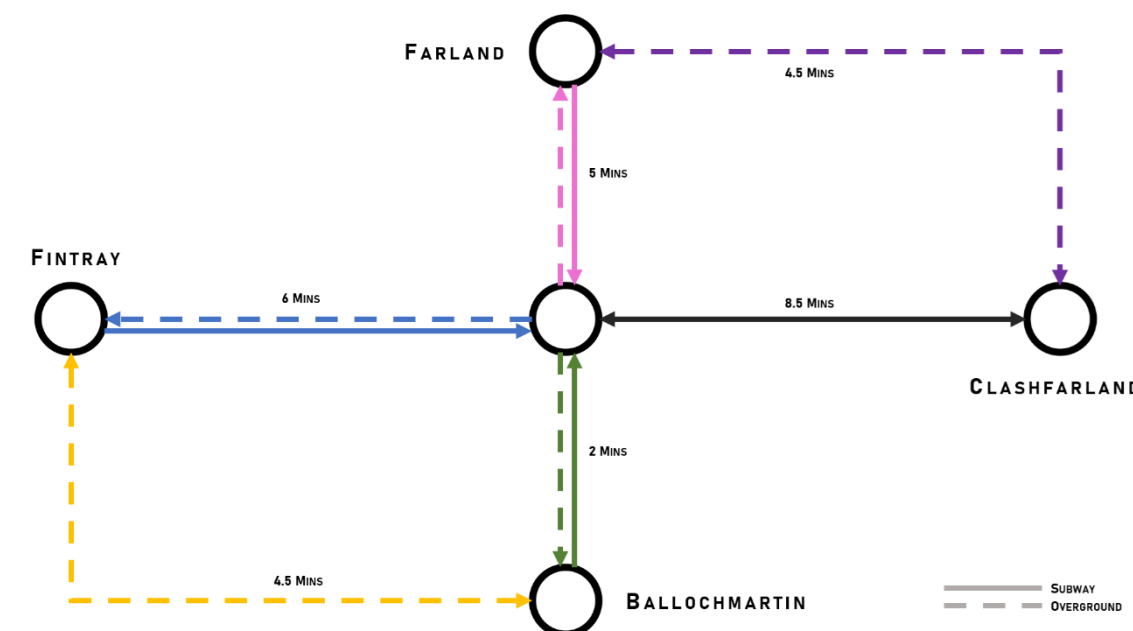 FARLAND
4.5 MINS
5 MINS
FINTRAY
6 MINS
8.5 MINS
CLASHFARLAND
2 MINS
4.5 MINS
BALLOCHMARTIN
SUBWAY
OVERGROUND